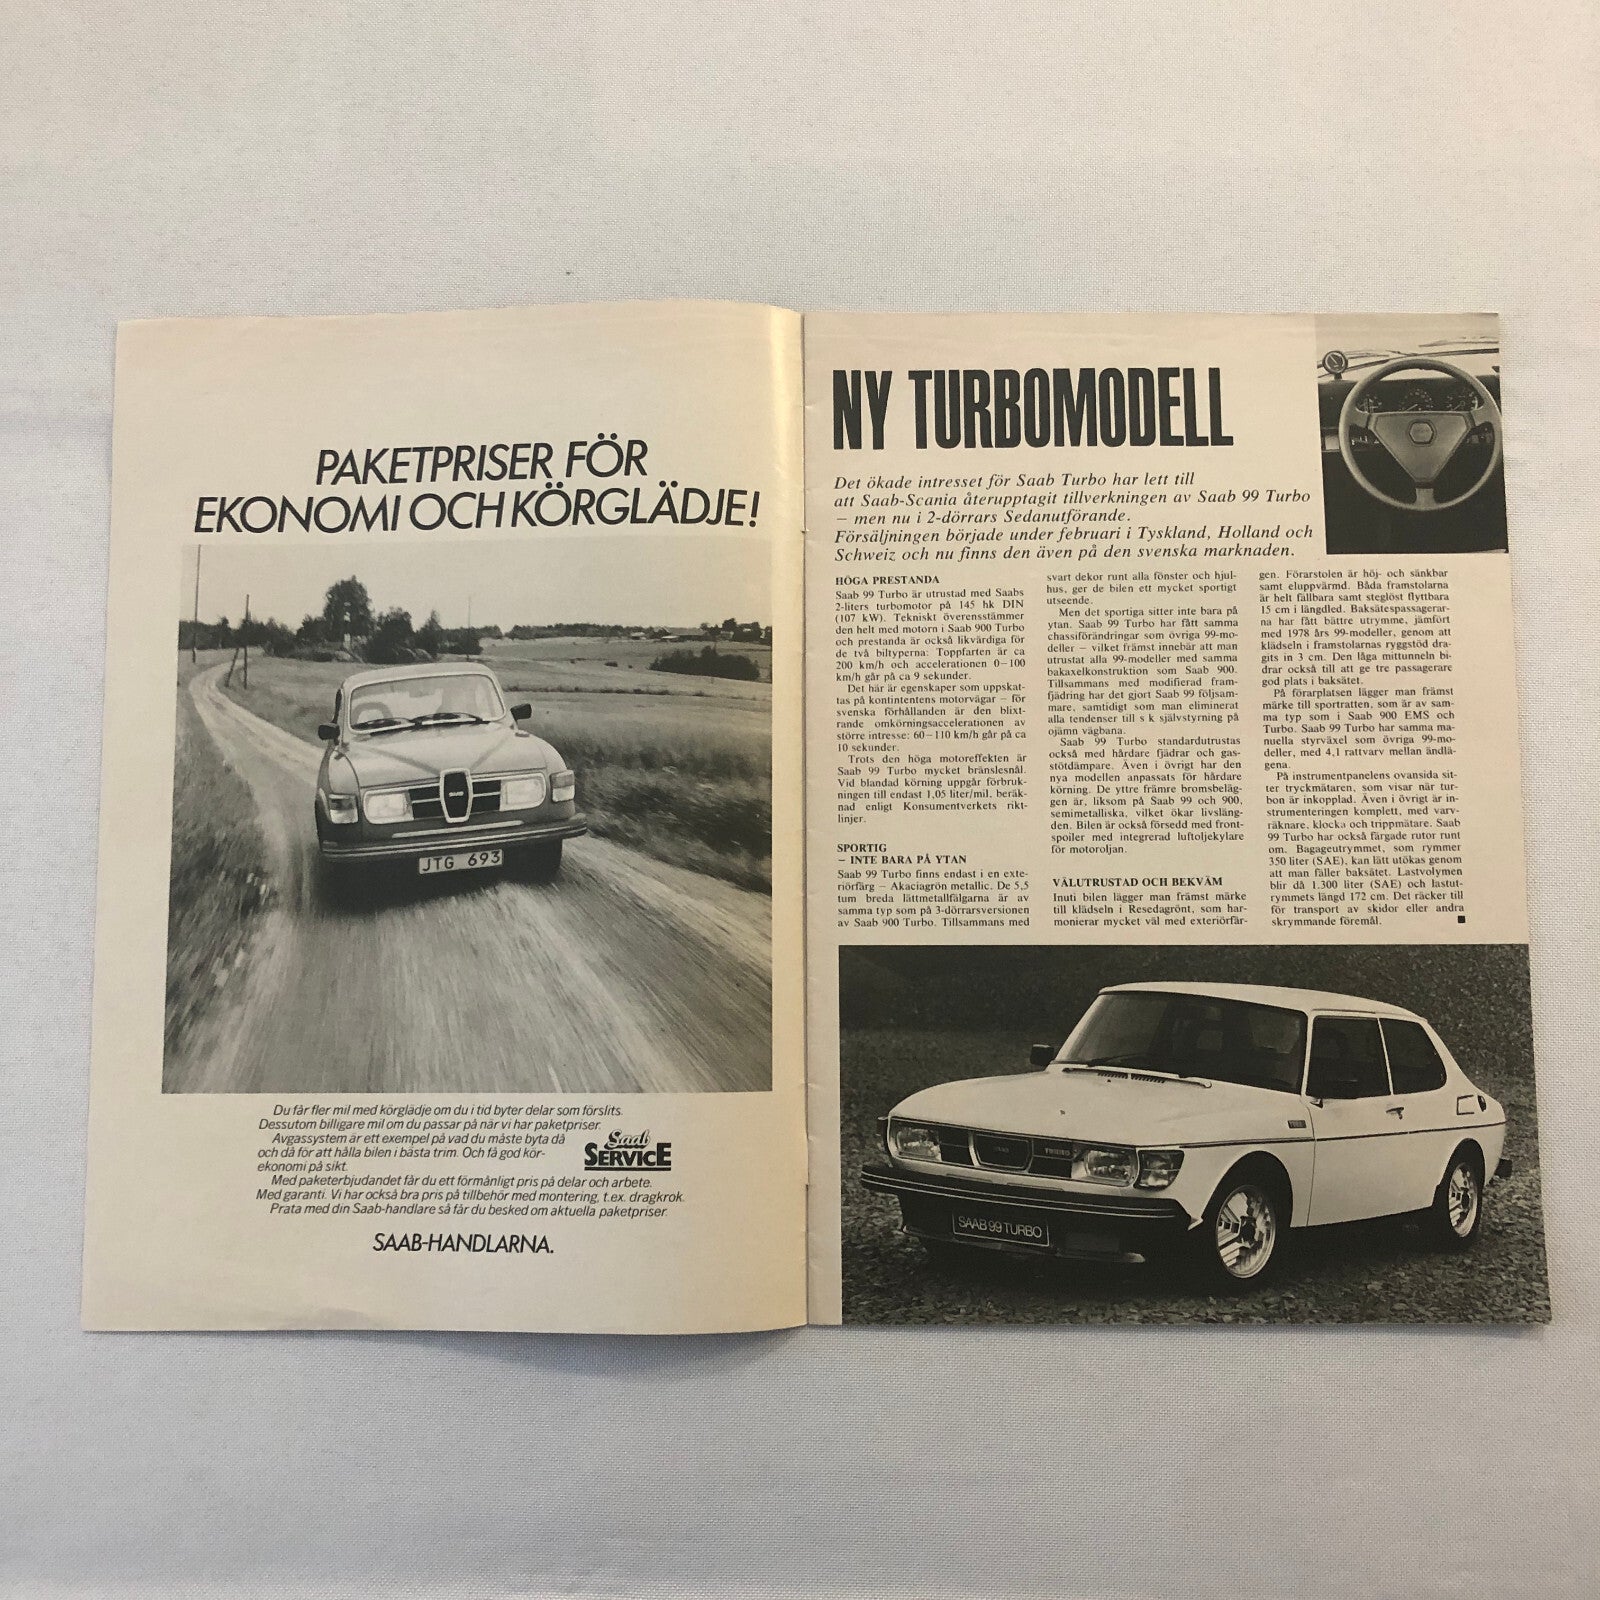 PAKETPRISER FÖR
EKONOMI OCH KÖRGLÄDJE!
JTG 693
Du får fler mil med körglädje om du i tid byter delar som förslits.
Dessutom billigare mil om du passar på när vi har paketpriser.
Avgassystem är ett exempel på vad du måste byta då
och då för att hålla bilen i bästa trim. Och få god kör-
ekonomi på sikt.
Saab
SERVICE
Med paketerbjudandet får du ett förmånligt pris på delar och arbete.
Med garanti. Vi har också bra pris på tillbehör med montering, t.ex. dragkrok.
Prata med din Saab-handlare så får du besked om aktuella paketpriser.
SAAB-HANDLARNA.
NY TURBOMODELL
Det ökade intresset för Saab Turbo har lett till
att Saab-Scania återupptagit tillverkningen av Saab 99 Turbo
– men nu i 2-dörrars Sedanutförande.
Försäljningen började under februari i Tyskland, Holland och
Schweiz och nu finns den även på den svenska marknaden.
HÖGA PRESTANDA
Saab 99 Turbo är utrustad med Saabs
2-liters turbomotor på 145 hk DIN
(107 kW). Tekniskt överensstämmer
den helt med motorn i Saab 900 Turbo
och prestanda är också likvärdiga för
de två biltyperna: Toppfarten är ca
200 km/h och accelerationen 0–100
km/h går på ca 9 sekunder.
Det här är egenskaper som uppskat-
tas på kontintentens motorvägar – för
svenska förhållanden är den blixt-
rande omkörningsaccelerationen av
större intresse: 60–110 km/h går på ca
10 sekunder.
Trots den höga motoreffekten är
Saab 99 Turbo mycket bränslesnål.
Vid blandad körning uppgår förbruk-
ningen till endast 1,05 liter/mil, beräk-
nad enligt Konsumentverkets rikt-
linjer.
SPORTIG
– INTE BARA PÅ YTAN
Saab 99 Turbo finns endast i en exte-
riörfärg – Akaciagrön metallic. De 5,5
tum breda lättmetallfälgarna är av
samma typ som på 3-dörrarsversionen
av Saab 900 Turbo. Tillsammans med
svart dekor runt alla fönster och hjul-
hus, ger de bilen ett mycket sportigt
utseende.
Men det sportiga sitter inte bara på
ytan. Saab 99 Turbo har fått samma
chassiförändringar som övriga 99-mo-
deller – vilket främst innebär att man
utrustat alla 99-modeller med samma
bakaxelkonstruktion som Saab 900.
Tillsammans med modifierad fram-
fjädring har det gjort Saab 99 följsam-
mare, samtidigt som man eliminerat
alla tendenser till s k självstyrning på
ojämn vägbana.
Saab 99 Turbo standardutrustas
också med hårdare fjädrar och gas-
stötdämpare. Även i övrigt har den
nya modellen anpassats för hårdare
körning. De yttre främre bromsbeläg-
gen är, liksom på Saab 99 och 900,
semimetalliska, vilket ökar livsläng-
den. Bilen är också försedd med front-
spoiler med integrerad luftoljekylare
för motoroljan.
VÄLUTRUSTAD OCH BEKVÄM
Inuti bilen lägger man främst märke
till klädseln i Resedagrönt, som har-
monierar mycket väl med exteriörfär-
gen. Förarstolen är höj- och sänkbar
samt eluppvärmd. Båda framstolarna
är helt fällbara samt steglöst flyttbara
15 cm i längdled. Baksätespassagerar-
na har fått bättre utrymme, jämfört
med 1978 års 99-modeller, genom att
klädseln i framstolarnas ryggstöd dra-
gits in 3 cm. Den låga mittunneln bi-
drar också till att ge tre passagerare
god plats i baksätet.
På förarplatsen lägger man främst
märke till sportratten, som är av sam-
ma typ som i Saab 900 EMS och
Turbo. Saab 99 Turbo har samma ma-
nuella styrväxel som övriga 99-mo-
deller, med 4,1 rattvarv mellan ändlä-
gena.
På instrumentpanelens ovansida sit-
ter tryckmätaren, som visar när tur-
bon är inkopplad. Även i övrigt är in-
strumenteringen komplett, med varv-
räknare, klocka och trippmätare. Saab
99 Turbo har också färgade rutor runt
om. Bagageutrymmet, som rymmer
350 liter (SAE), kan lätt utökas genom
att man fäller baksätet. Lastvolymen
blir då 1.300 liter (SAE) och lastut-
rymmets längd 172 cm. Det räcker till
för transport av skidor eller andra
skrymmande föremål.
TURBO
SAAB 99 TURBO